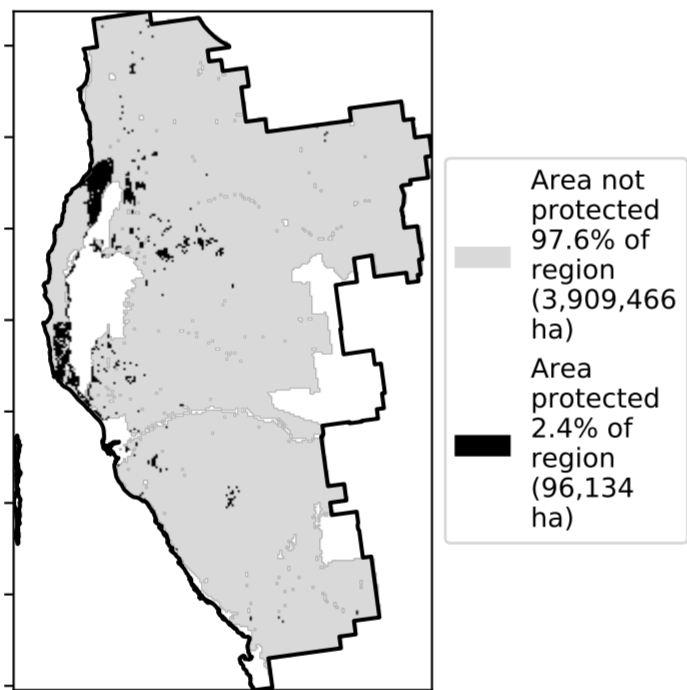 Area not
protected
97.6% of
region
(3,909,466
ha)
Area
protected
2.4% of
region
(96,134
ha)